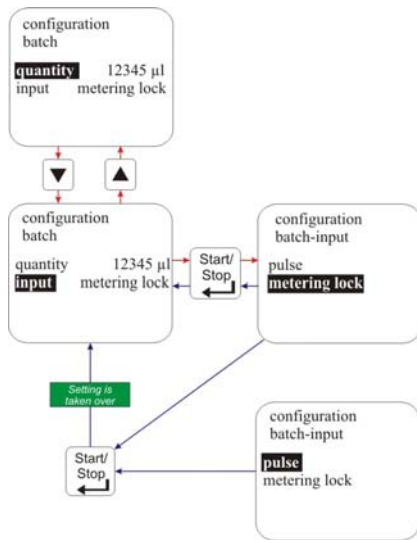 configuration
batch
quantity 12345 µl
input metering lock
configuration
batch
quantity 12345 µl
input metering lock
Start/
Stop
configuration
batch-input
pulse
metering lock
Setting is
taken over
Start/
Stop
configuration
batch-input
pulse
metering lock